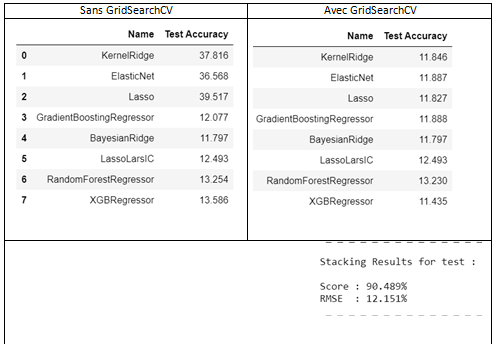 Sans GridSearchCV Avec GridSearchCV
Name Test Accuracy Name Test Accuracy
0 KernelRidge 37.816 KernelRidge 11.846
1 ElasticNet 36.568 ElasticNet 11.887
2 Lasso 39.517 Lasso 11.827
3 GradientBoostingRegressor 12.077 GradientBoostingRegressor 11.888
4 BayesianRidge 11.797 BayesianRidge 11.797
5 LassoLarsIC 12.493 LassoLarsIC 12.493
6 RandomForestRegressor 13.254 RandomForestRegressor 13.230
7 XGBRegressor 13.586 XGBRegressor 11.435
Stacking Results for test :
Score : 90.489%
RMSE : 12.151%